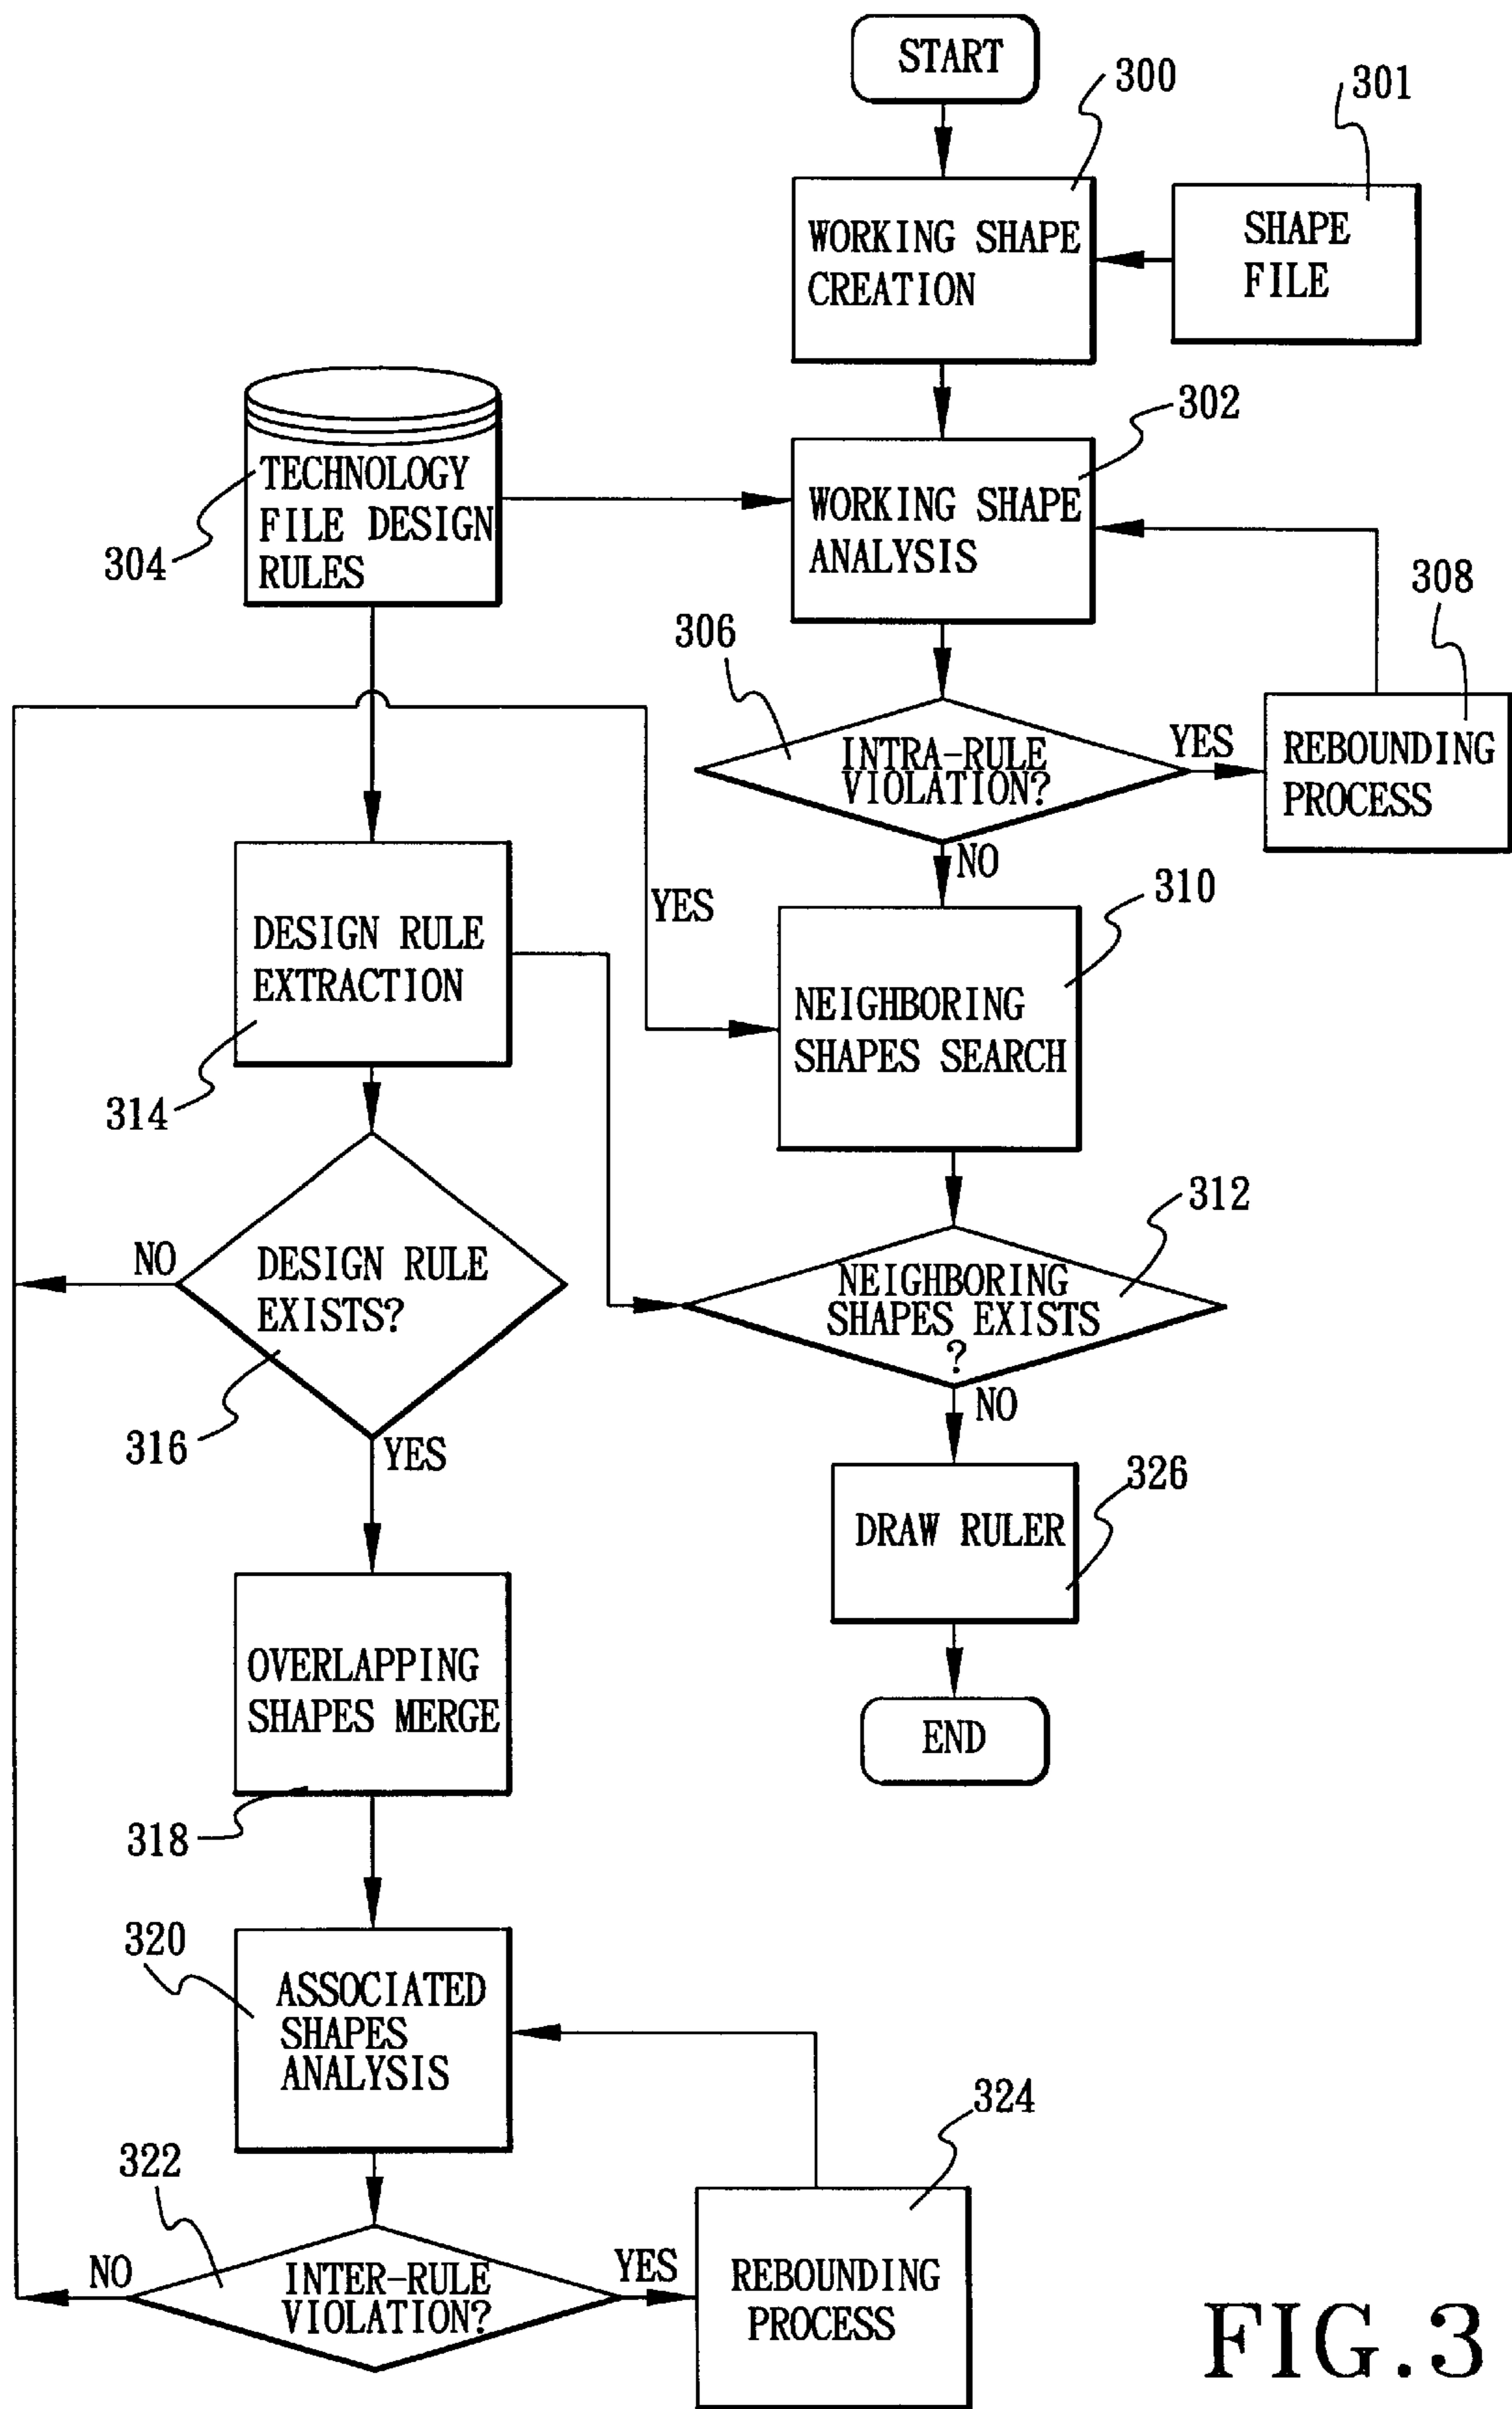 START
300
301
WORKING SHAPE
CREATION
SHAPE
FILE
302
TECHNOLOGY
FILE DESIGN
RULES
304
WORKING SHAPE
ANALYSIS
308
306
INTRA-RULE
VIOLATION?
YES
REBOUNDING
PROCESS
NO
310
YES
DESIGN RULE
EXTRACTION
314
NEIGHBORING
SHAPES SEARCH
312
NO
DESIGN RULE
EXISTS?
316
YES
NEIGHBORING
SHAPES EXISTS
?
NO
326
DRAW RULER
OVERLAPPING
SHAPES MERGE
318
END
320
ASSOCIATED
SHAPES
ANALYSIS
324
322
NO
INTER-RULE
VIOLATION?
YES
REBOUNDING
PROCESS
FIG.3